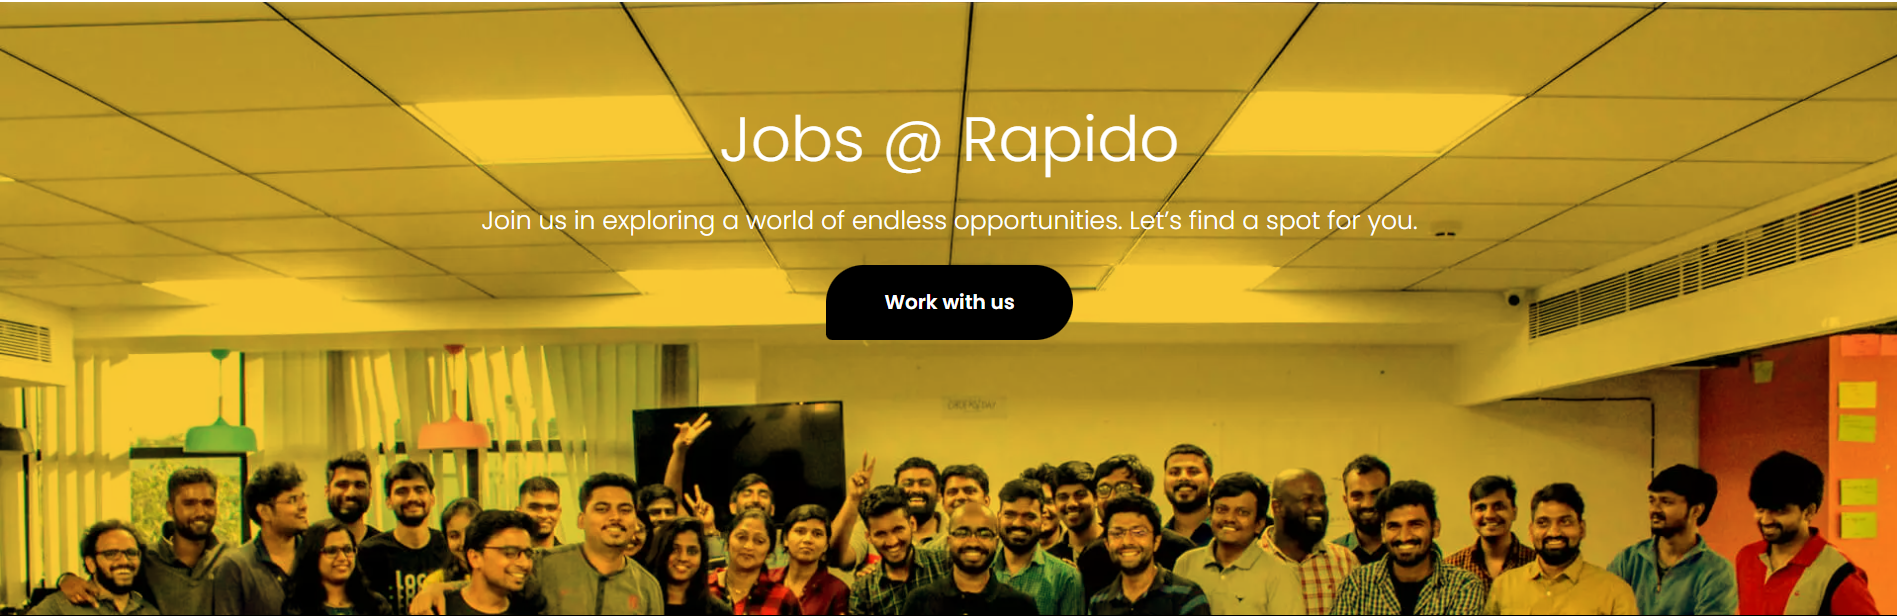 Jobs @ Rapido
Join us in exploring a world of endless opportunities. Let’s find a spot for you.
Work with us